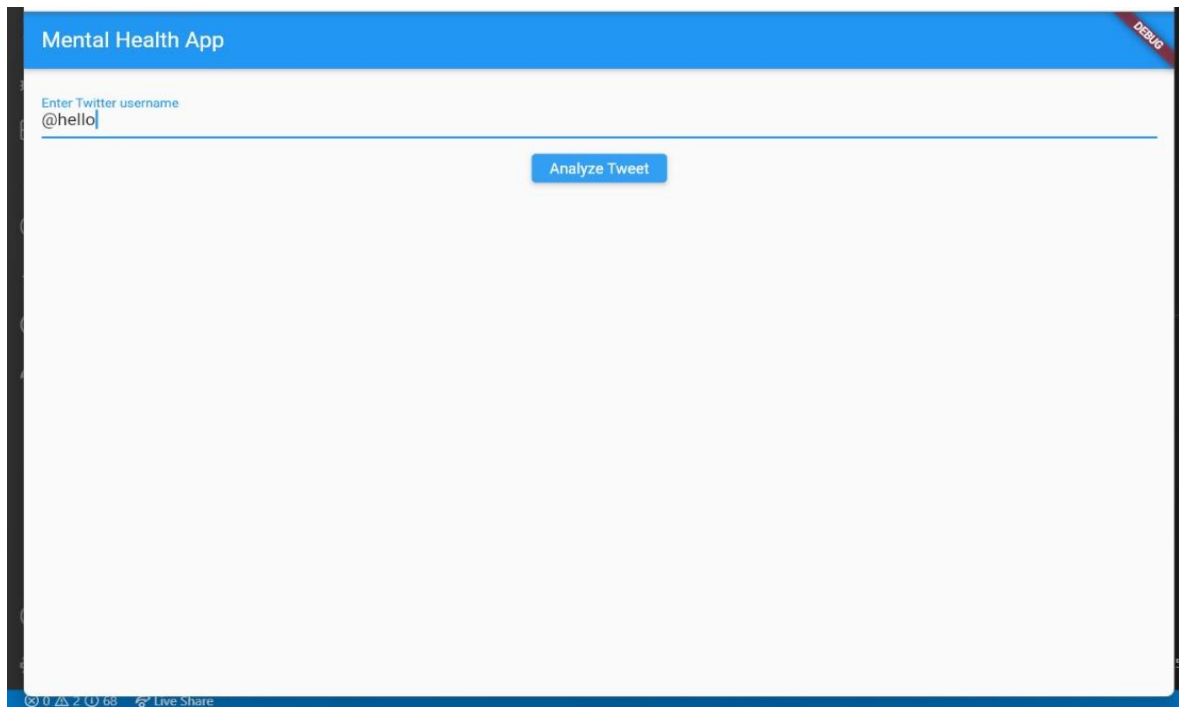 Mental Health App
DEBUG
Enter Twitter username
@hello
Analyze Tweet
0 2 68 Live Share